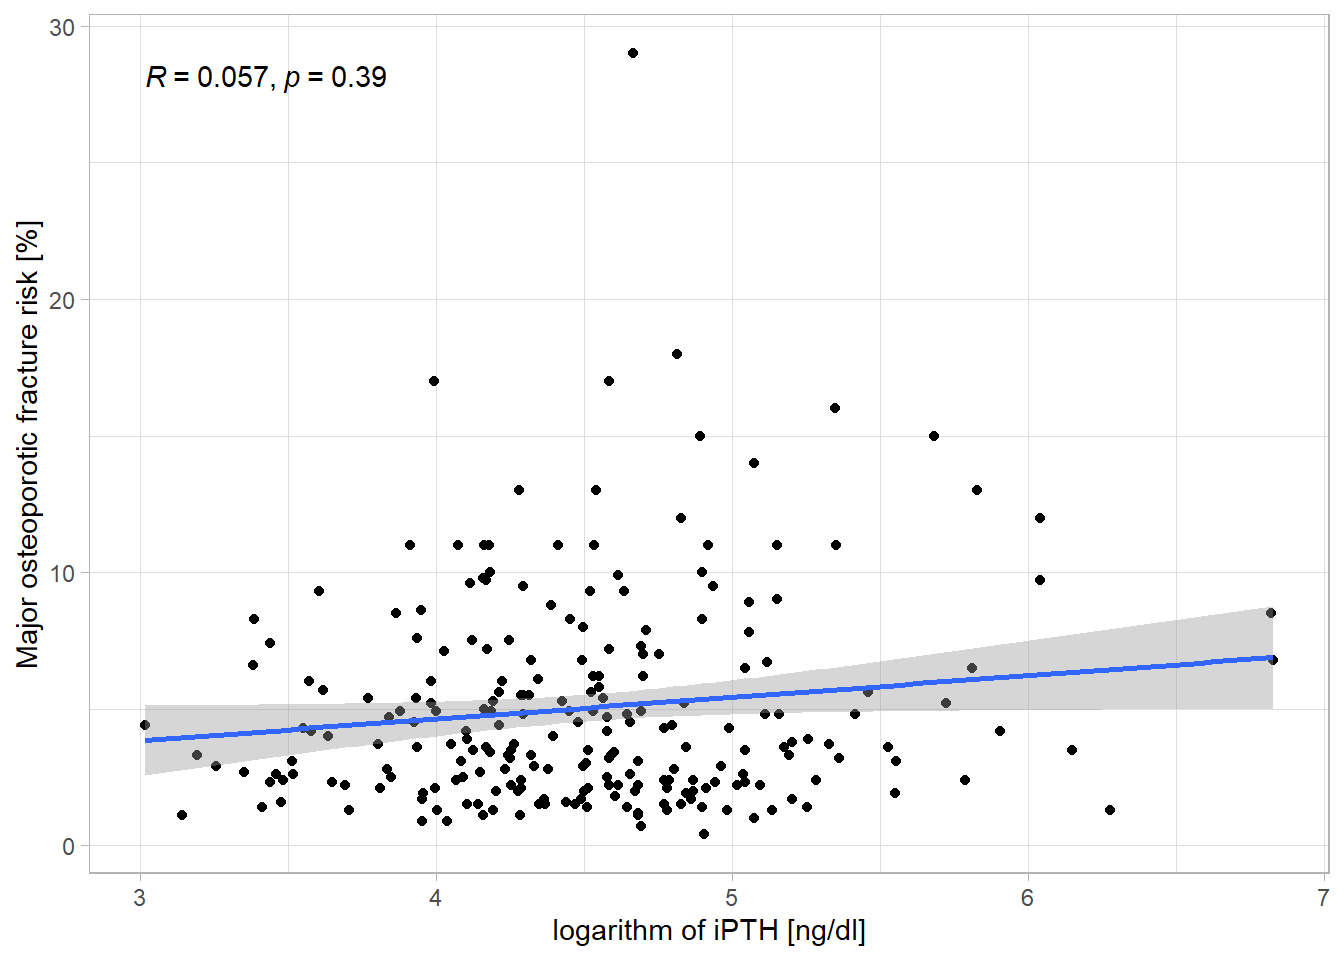 R = 0.057, p = 0.39
Major osteoporotic fracture risk [%]
30
20
10
0
3 4 5 6 7
logarithm of iPTH [ng/dl]